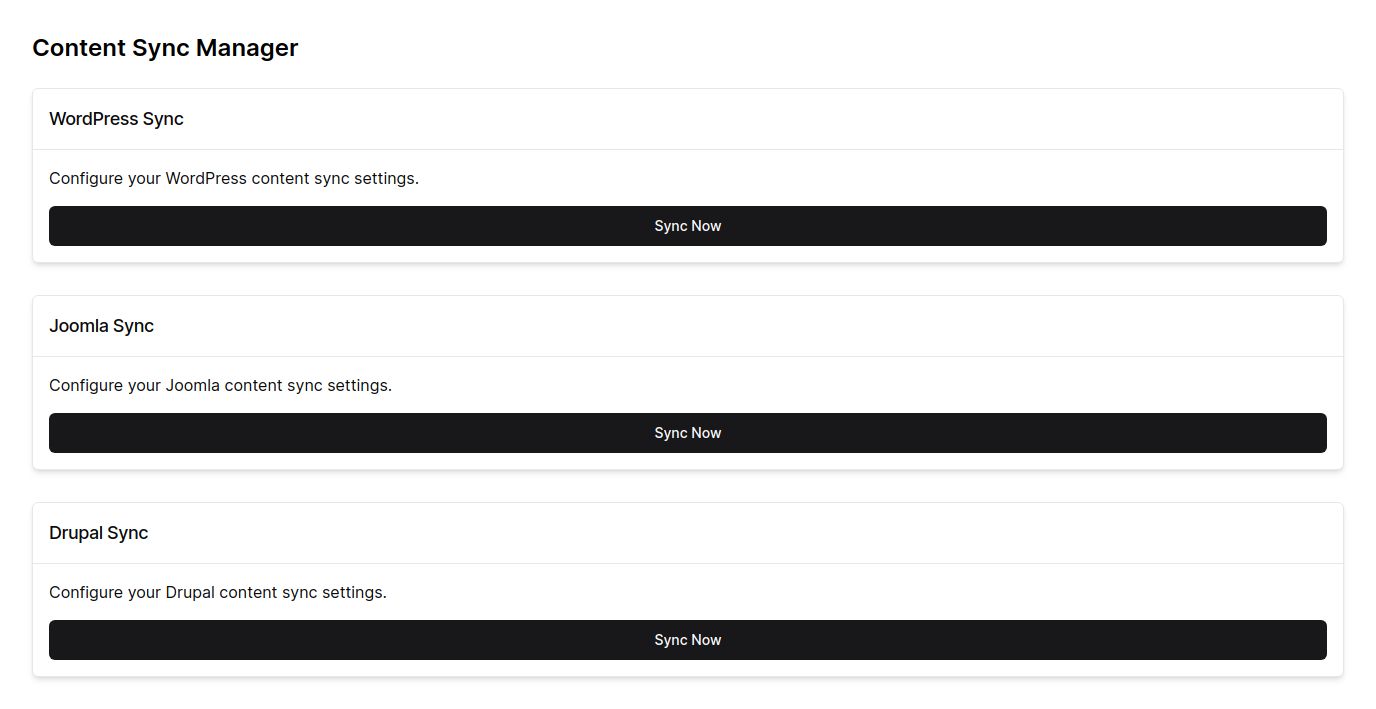 Content Sync Manager
WordPress Sync
Configure your WordPress content sync settings.
Sync Now
Joomla Sync
Configure your Joomla content sync settings.
Sync Now
Drupal Sync
Configure your Drupal content sync settings.
Sync Now